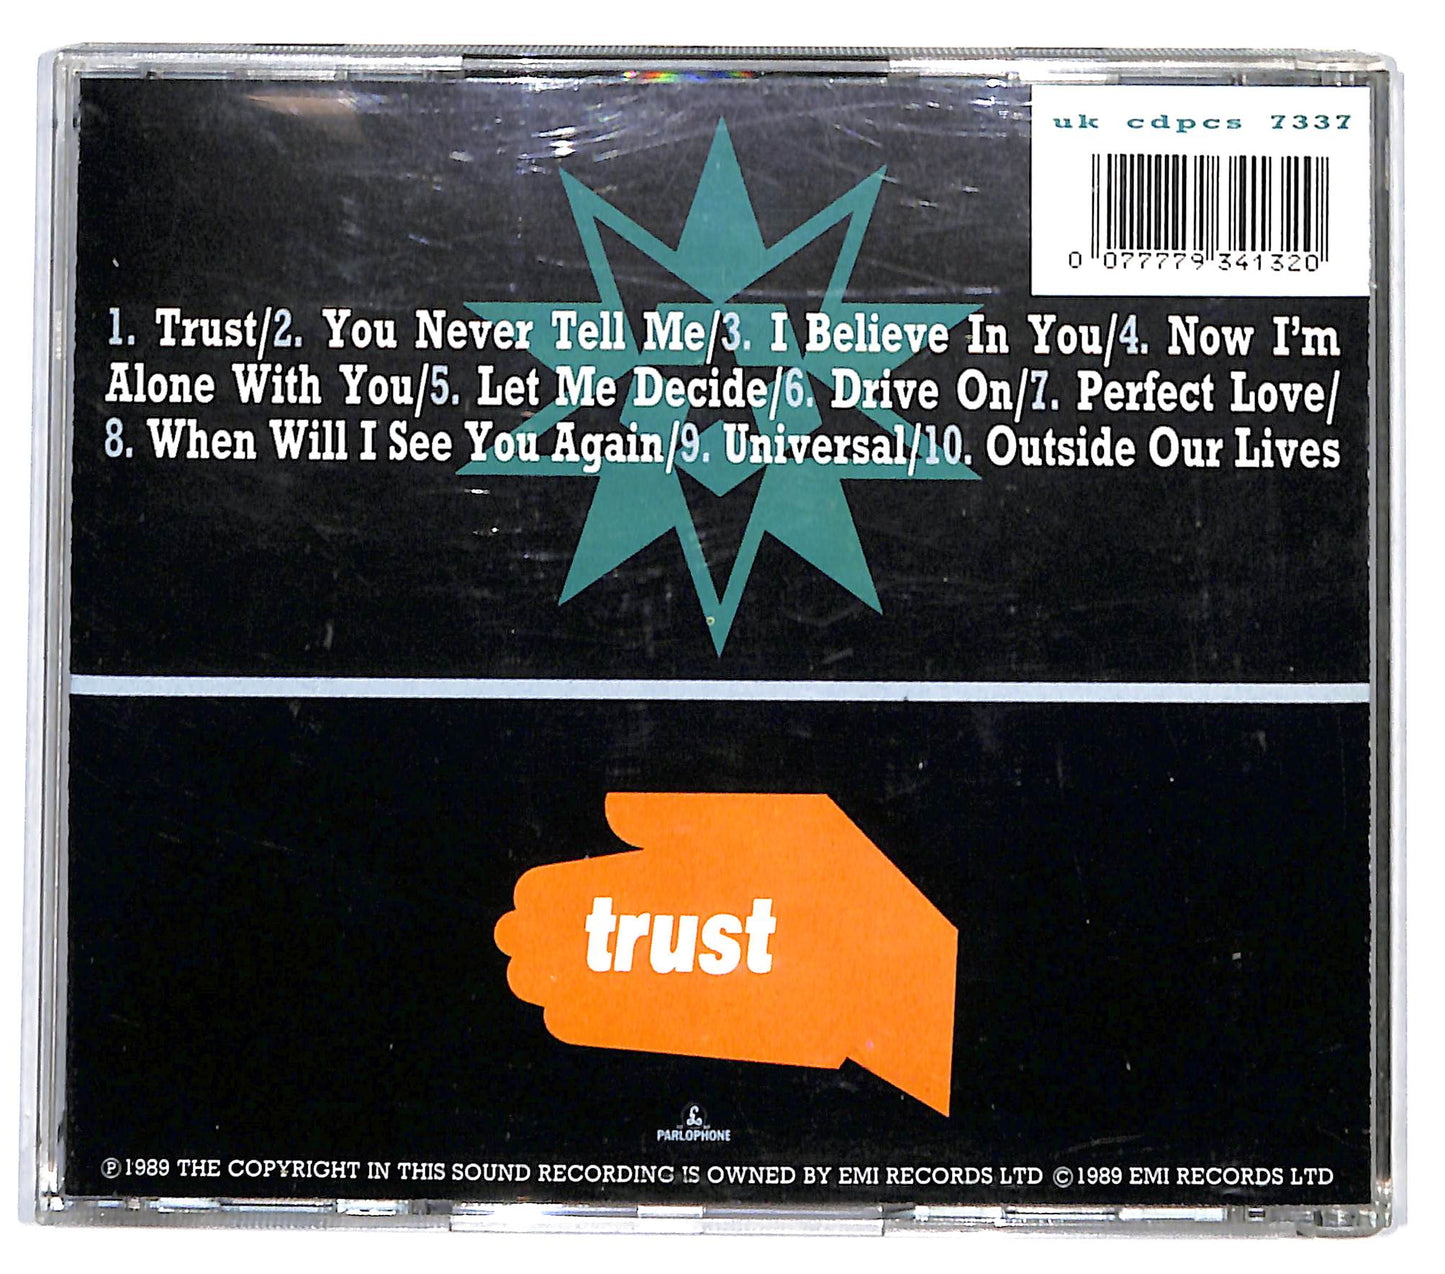 uk cdpcs 7337
0 077779 341320
1. Trust/2. You Never Tell Me/3. I Believe In You/4. Now I'm
Alone With You/5. Let Me Decide/6. Drive On/7. Perfect Love/
8. When Will I See You Again/9. Universal/10. Outside Our Lives
trust
£
PARLOPHONE
℗1989 THE COPYRIGHT IN THIS SOUND RECORDING IS OWNED BY EMI RECORDS LTD ©1989 EMI RECORDS LTD